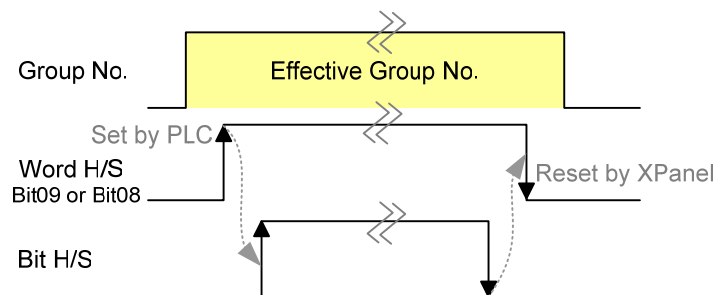 Group No.
Effective Group No.
Set by PLC
Word H/S
Bit09 or Bit08
Reset by XPanel
Bit H/S